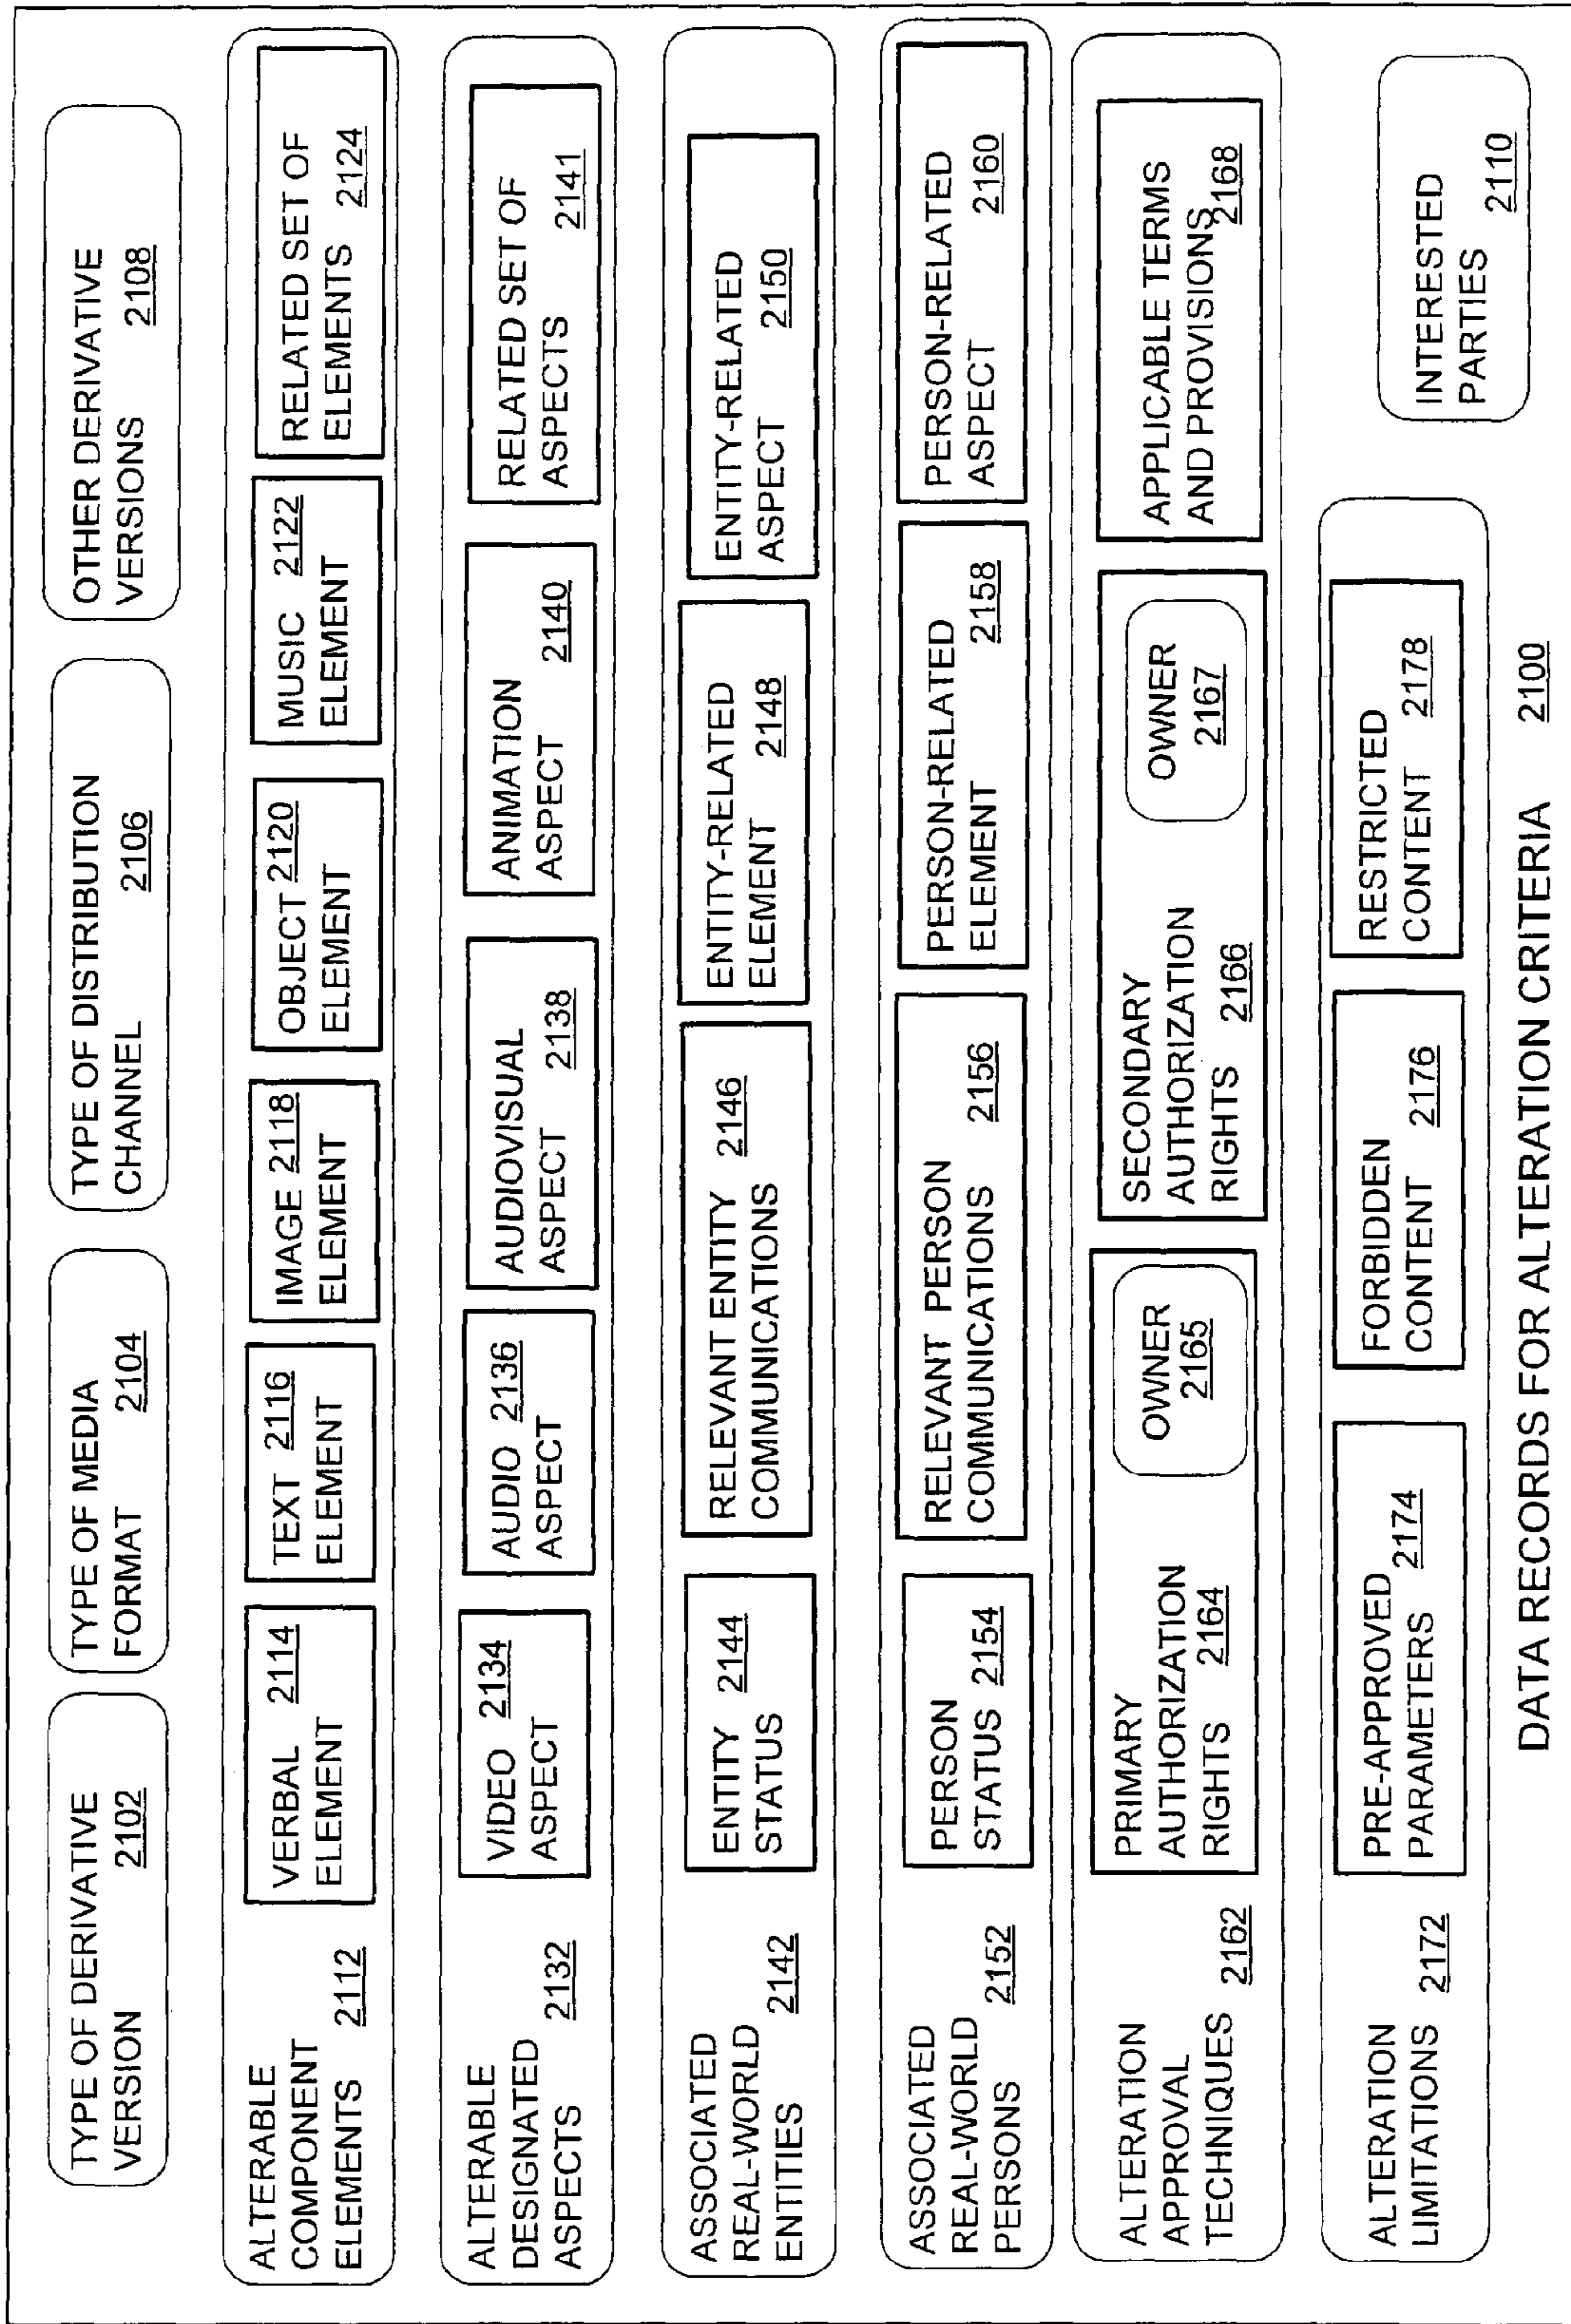 TYPE OF DERIVATIVE
VERSION 2102
TYPE OF MEDIA
FORMAT 2104
TYPE OF DISTRIBUTION
CHANNEL 2106
OTHER DERIVATIVE
VERSIONS 2108
ALTERABLE
COMPONENT
ELEMENTS 2112
VERBAL 2114
ELEMENT
TEXT 2116
ELEMENT
IMAGE 2118
ELEMENT
OBJECT 2120
ELEMENT
MUSIC 2122
ELEMENT
RELATED SET OF
ELEMENTS 2124
ALTERABLE
DESIGNATED
ASPECTS 2132
VIDEO 2134
ASPECT
AUDIO 2136
ASPECT
AUDIOVISUAL
ASPECT 2138
ANIMATION
ASPECT 2140
RELATED SET OF
ASPECTS 2141
ASSOCIATED
REAL-WORLD
ENTITIES 2142
ENTITY 2144
STATUS
RELEVANT ENTITY 2146
COMMUNICATIONS
ENTITY-RELATED
ELEMENT 2148
ENTITY-RELATED
ASPECT 2150
ASSOCIATED
REAL-WORLD 2152
PERSONS
PERSON
STATUS 2154
RELEVANT PERSON
COMMUNICATIONS 2156
PERSON-RELATED
ELEMENT 2158
PERSON-RELATED
ASPECT 2160
ALTERATION
APPROVAL
TECHNIQUES 2162
PRIMARY
AUTHORIZATION
RIGHTS 2164
OWNER
2165
SECONDARY
AUTHORIZATION
RIGHTS 2166
OWNER
2167
APPLICABLE TERMS
AND PROVISIONS 2168
ALTERATION
LIMITATIONS 2172
PRE-APPROVED
PARAMETERS 2174
FORBIDDEN
CONTENT 2176
RESTRICTED
CONTENT 2178
INTERESTED
PARTIES 2110
DATA RECORDS FOR ALTERATION CRITERIA 2100